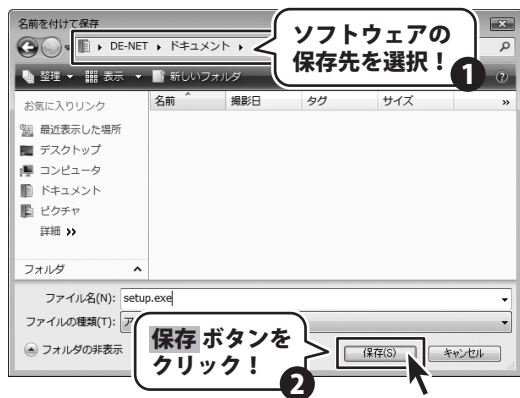 名前を付けて保存
ソフトウェアの
保存先を選択！
1
DE-NET ▸ ドキュメント ▸
整理 表示 新しいフォルダ
お気に入りリンク
最近表示した場所
デスクトップ
コンピュータ
ドキュメント
ピクチャ
詳細 »
フォルダ
名前 撮影日 タグ サイズ »
ファイル名(N): setup.exe
ファイルの種類(T): ア
フォルダの非表示
保存 ボタンを
クリック！
2
保存(S) キャンセル